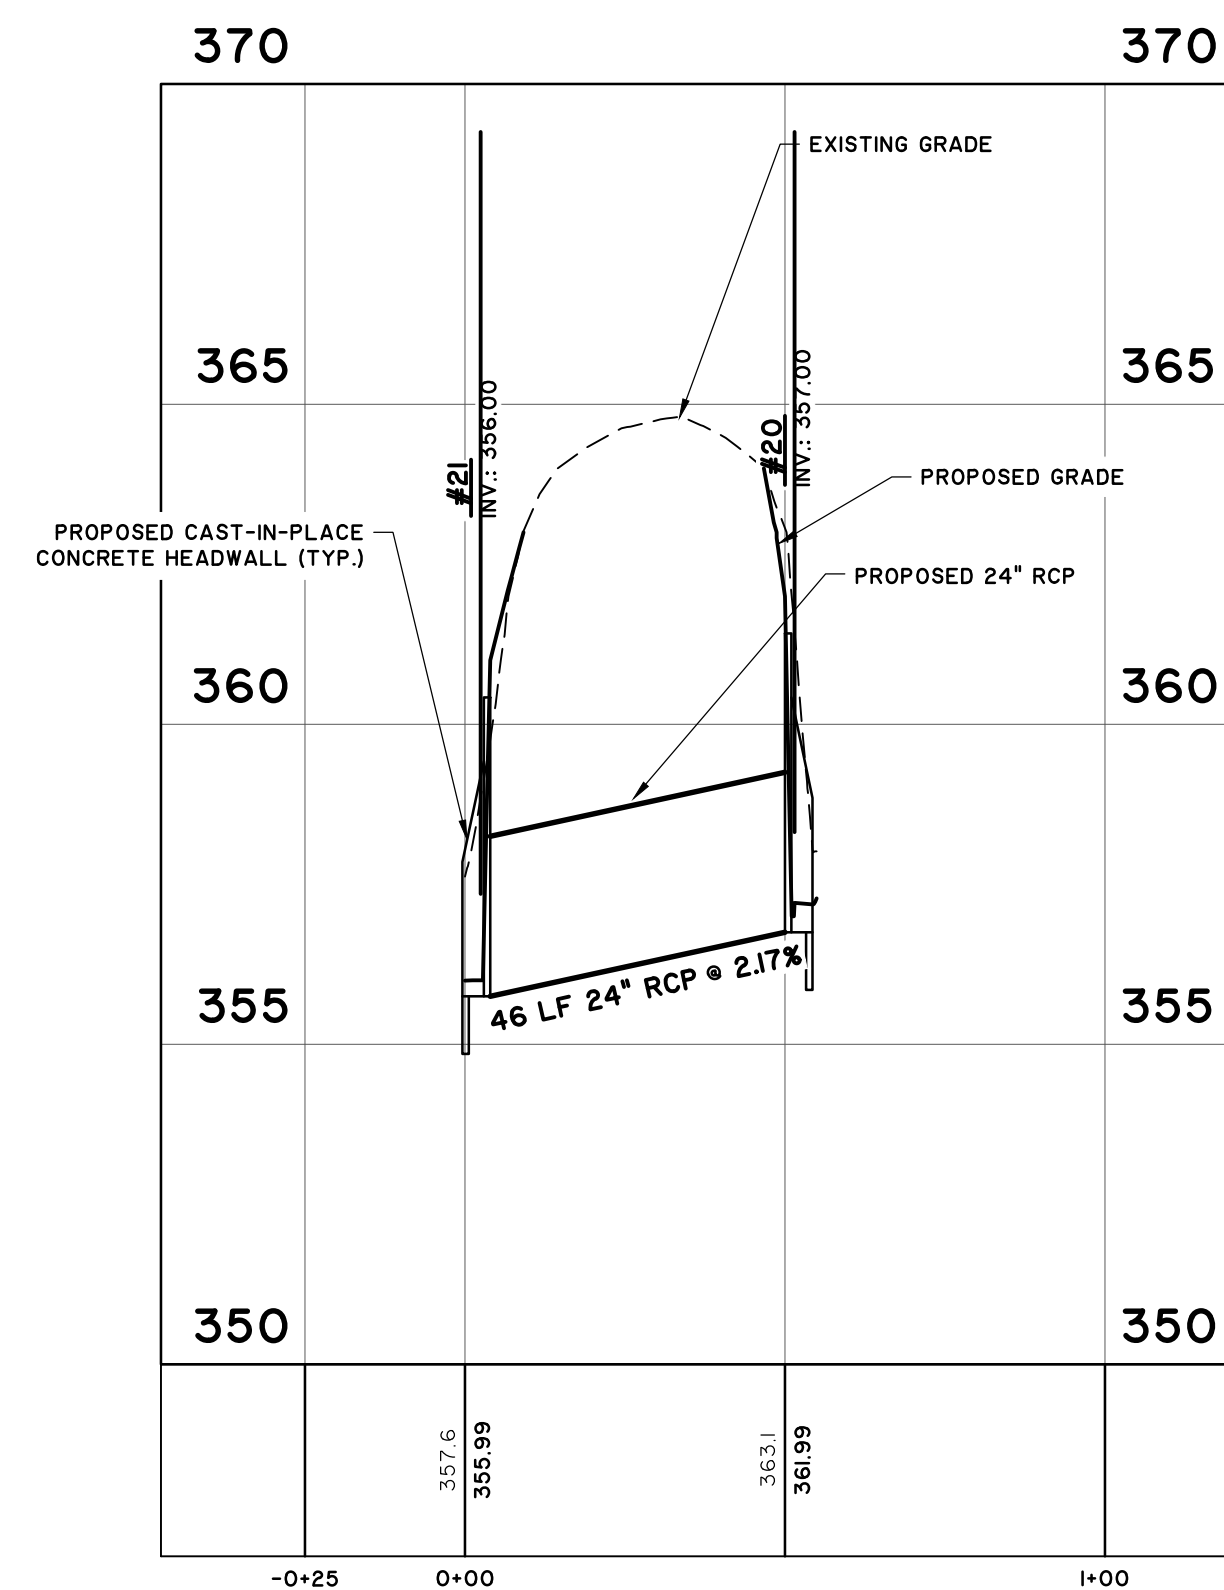 370
370
EXISTING GRADE
365
365
#21
INV.: 356.00
#20
INV.: 357.00
PROPOSED GRADE
PROPOSED CAST-IN-PLACE
CONCRETE HEADWALL (TYP.)
PROPOSED 24" RCP
360
360
46 LF 24" RCP @ 2.17%
355
355
350
350
357.6
355.99
363.1
361.99
-0+25
0+00
1+00